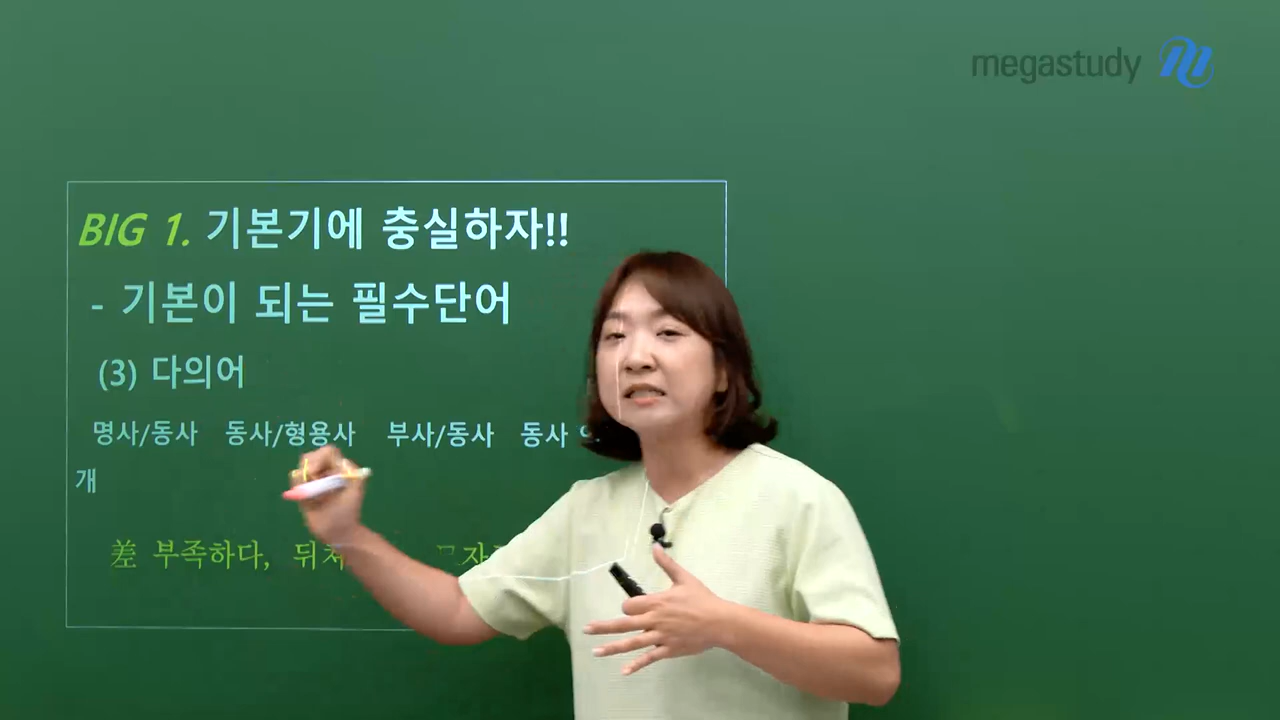 megastudy
BIG 1. 기본기에 충실하자!!
- 기본이 되는 필수단어
(3) 다의어
명사/동사 동사/형용사 부사/동사 동사
개
差 부족하다,